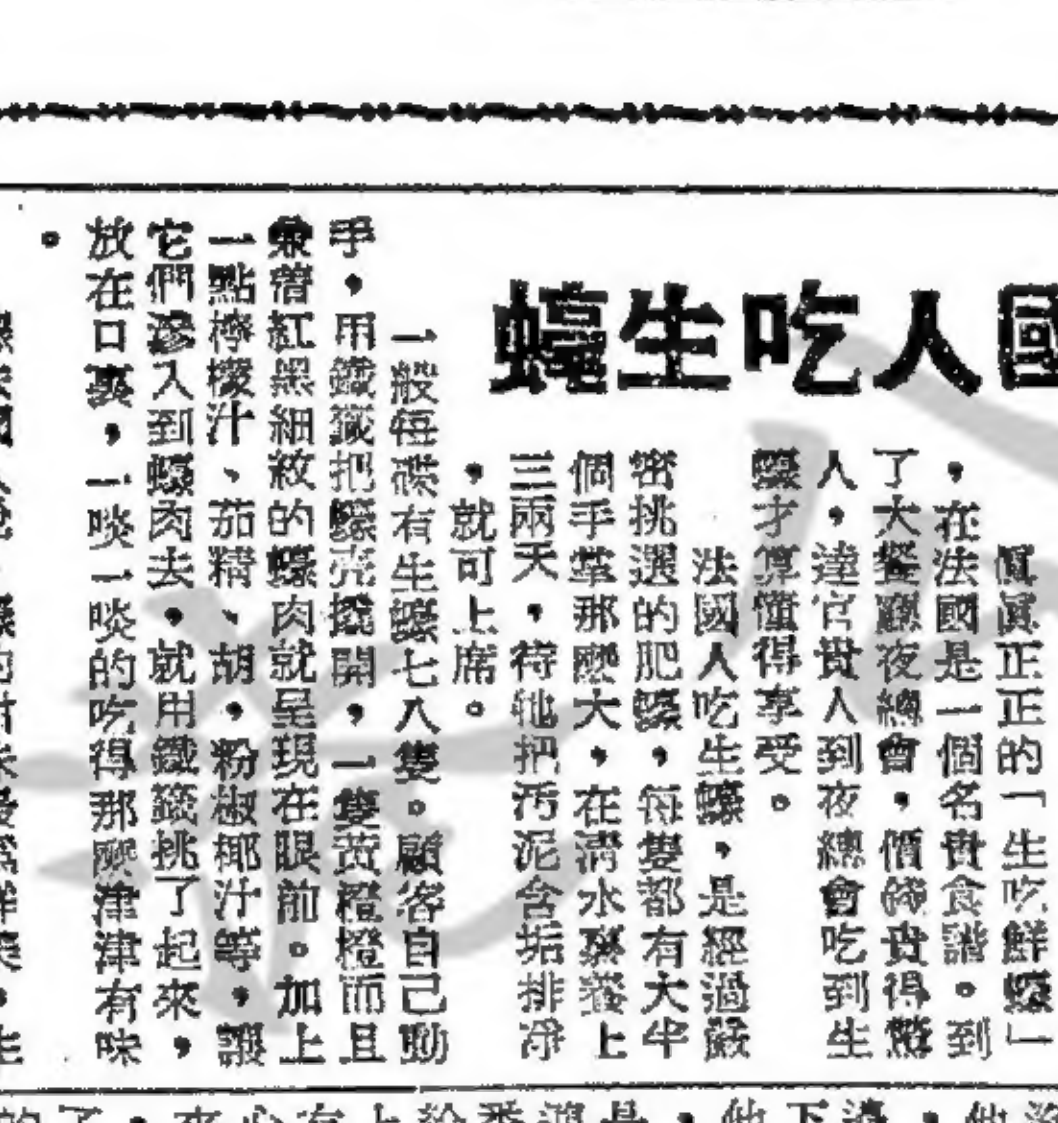 國人吃生蠔
眞眞正正的「生吃鮮蠔」
,在法國是一個名貴食譜。到
了大餐廳夜總會,價錢貴得驚
人,達官貴人到夜總會吃到生
蠔才算懂得享受。
法國人吃生蠔,是經過嚴
密挑選的肥蠔,每隻都有大半
個手掌那麽大,在清水裏養上
三兩天,待牠把污泥含垢排凈
,就可上席。
一般每碟有生蠔七八隻。顧客自己動
手,用鐵籤把蠔壳撬開,一隻黃橙橙而且
兼着紅黑細紋的蠔肉就呈現在眼前。加上
一點檸檬汁、茄精、胡。粉椒椰汁等,讓
它們滲入到蠔肉去,就用鐵籤挑了起來,
放在口裏,一啖一啖的吃得那麽津津有味
。